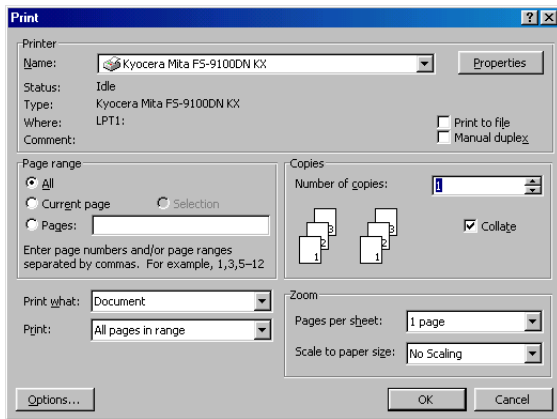 Print
Printer
Name: Kyocera Mita FS-9100DN KX Properties
Status: Idle
Type: Kyocera Mita FS-9100DN KX
Where: LPT1: Print to file
Comment: Manual duplex
Page range
All
Current page Selection
Pages:
Enter page numbers and/or page ranges
separated by commas. For example, 1,3,5–12
Copies
Number of copies: 1
3 3
2 2
1 1
Collate
Print what: Document
Print: All pages in range
Zoom
Pages per sheet: 1 page
Scale to paper size: No Scaling
Options... OK Cancel